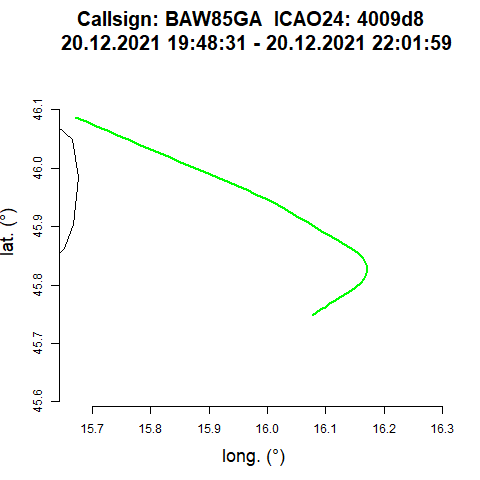 Callsign: BAW85GA  ICAO24: 4009d8
20.12.2021 19:48:31 - 20.12.2021 22:01:59
46.1
46.0
45.9
45.8
45.7
45.6
lat. (°)
15.7 15.8 15.9 16.0 16.1 16.2 16.3
long. (°)